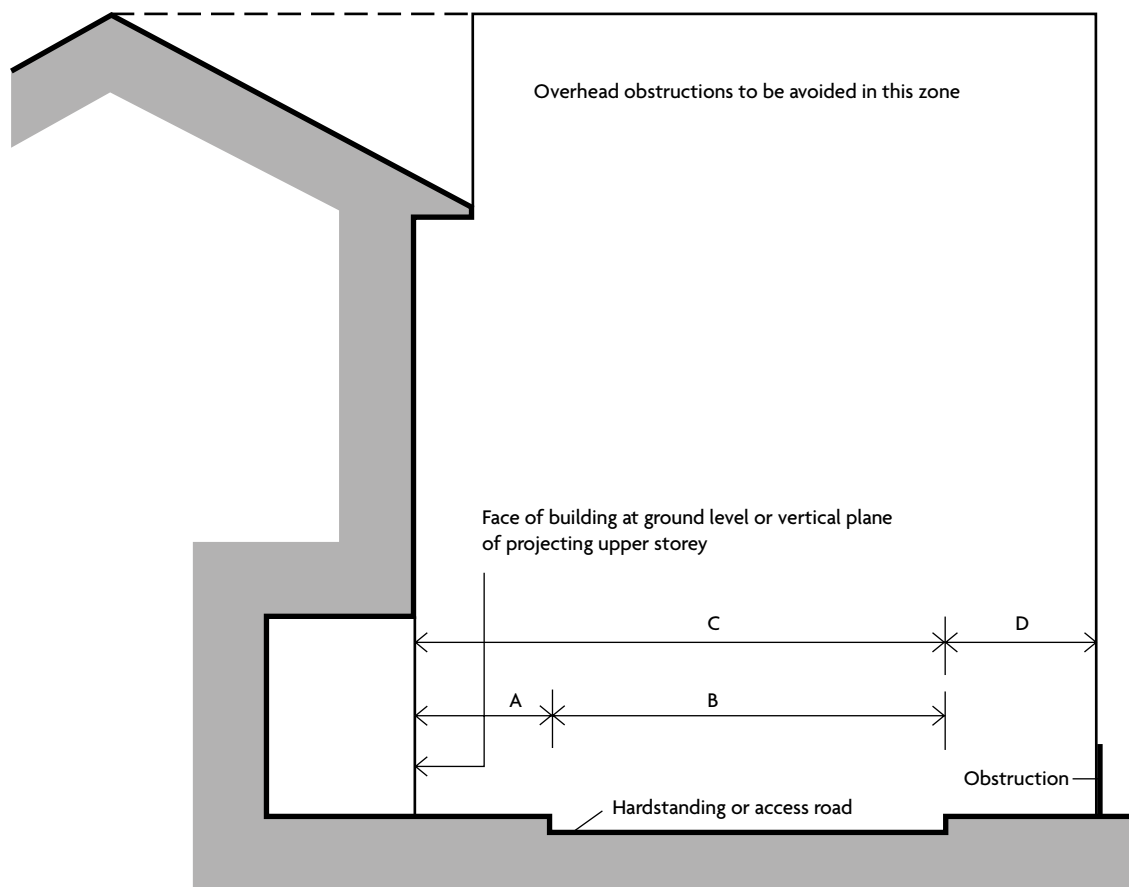 Overhead obstructions to be avoided in this zone
Face of building at ground level or vertical plane
of projecting upper storey
C
D
A
B
Obstruction
Hardstanding or access road